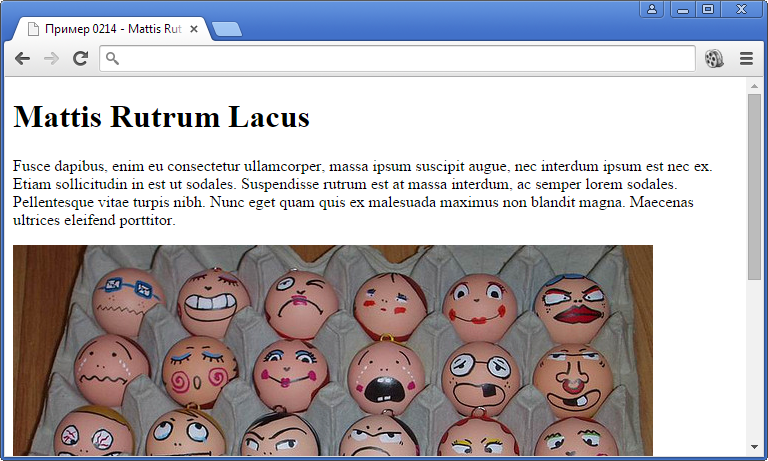 Пример 0214 - Mattis Rut
Mattis Rutrum Lacus
Fusce dapibus, enim eu consectetur ullamcorper, massa ipsum suscipit augue, nec interdum ipsum est nec ex.
Etiam sollicitudin in est ut sodales. Suspendisse rutrum est at massa interdum, ac semper lorem sodales.
Pellentesque vitae turpis nibh. Nunc eget quam quis ex malesuada maximus non blandit magna. Maecenas
ultrices eleifend porttitor.